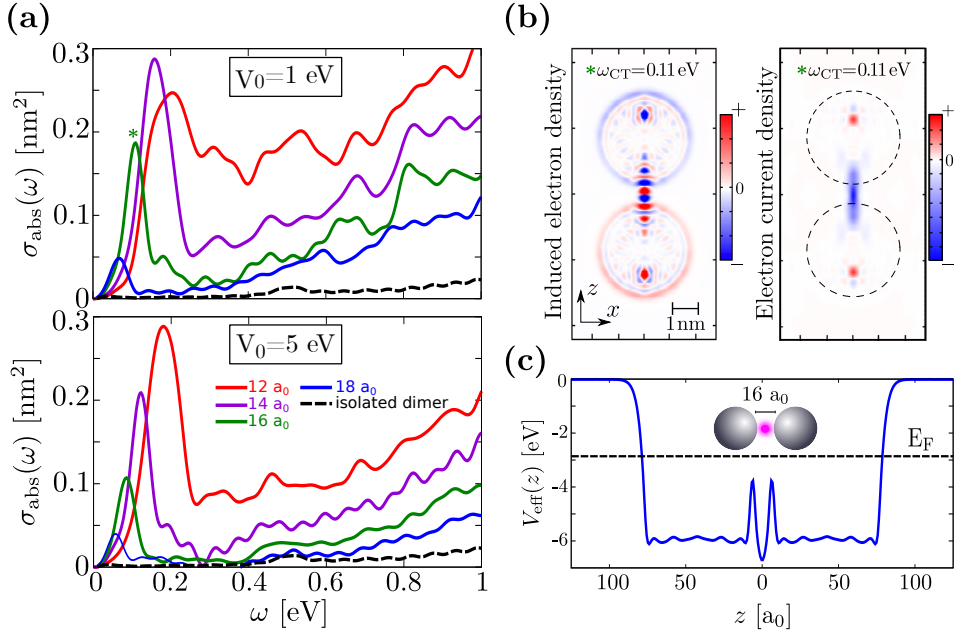 (a)
V₀=1 eV
σabs(ω) [nm²]
0.3
0.2
0.1
0
*
V₀=5 eV
σabs(ω) [nm²]
0.3
0.2
0.1
0
12 a₀
14 a₀
16 a₀
18 a₀
isolated dimer
0 0.2 0.4 0.6 0.8 1
ω [eV]
(b)
Induced electron density
*ωCT=0.11 eV
+
0
−
z
x
1nm
Electron current density
*ωCT=0.11 eV
+
0
−
(c)
Veff(z) [eV]
0
-2
-4
-6
16 a₀
EF
100 50 0 50 100
z [a₀]